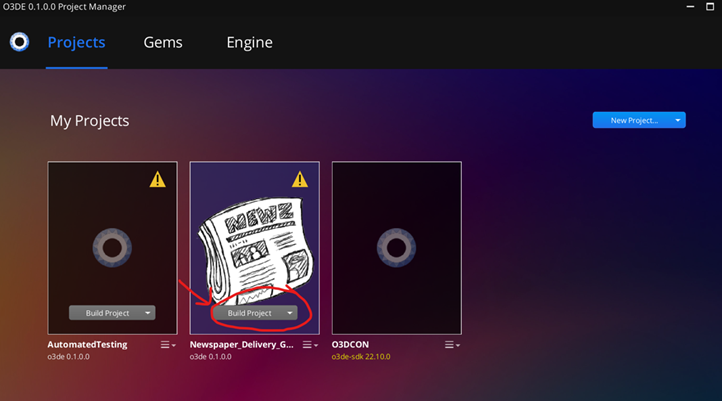 O3DE 0.1.0.0 Project Manager
Projects Gems Engine
My Projects
New Project...
NEWZ
Build Project
Build Project
AutomatedTesting
Newspaper_Delivery_G...
O3DCON
o3de 0.1.0.0
o3de 0.1.0.0
o3de-sdk 22.10.0